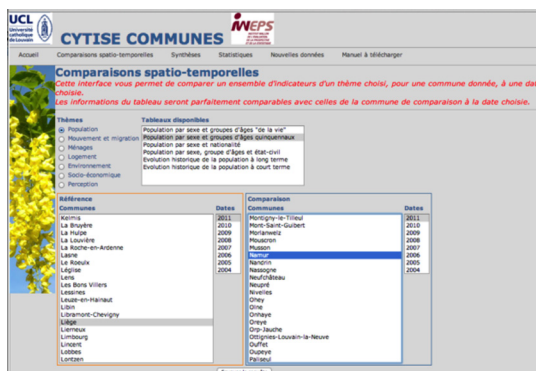 UCL
Université
catholique
de Louvain
IWEPS
CYTISE COMMUNES
Accueil Comparaisons spatio-temporelles Synthèses Statistiques Nouvelles données Manuel à télécharger
Comparaisons spatio-temporelles
Cette interface vous permet de comparer un ensemble d'indicateurs d'un thème choisi, pour une commune donnée, à une date
choisie.
Les informations du tableau seront parfaitement comparables avec celles de la commune de comparaison à la date choisie.
Thèmes Tableaux disponibles
Population Population par sexe et groupes d'âges "de la vie"
Mouvement et migration Population par sexe et groupes d'âges quinquennaux
Ménages Population par sexe et nationalité
Logement Population par sexe, groupe d'âges et état-civil
Environnement Evolution historique de la population à long terme
Socio-économique Evolution historique de la population à court terme
Perception
Référence Comparaison
Communes Dates Communes Dates
Kelmis 2011 Montigny-le-Tilleul 2011
La Bruyère 2010 Mont-Saint-Guibert 2010
La Hulpe 2009 Morlanwelz 2009
La Louvière 2008 Mouscron 2008
La Roche-en-Ardenne 2007 Musson 2007
Lasne 2006 Namur 2006
Le Roeulx 2005 Nandrin 2005
Léglise 2004 Nassogne 2004
Lens Neufchâteau
Les Bons Villers Neupré
Lessines Nivelles
Leuze-en-Hainaut Ohey
Libin Olne
Libramont-Chevigny Onhaye
Liège Oreye
Lierneux Orp-Jauche
Limbourg Ottignies-Louvain-la-Neuve
Lincent Ouffet
Lobbes Oupeye
Lontzen Paliseul